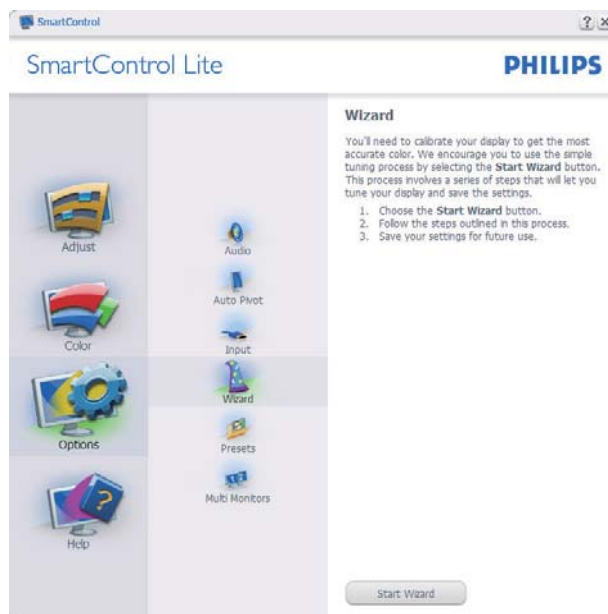 SmartControl
SmartControl Lite
PHILIPS
Adjust
Color
Options
Help
Audio
Auto Pivot
Input
Wizard
Presets
Multi Monitors
Wizard
You'll need to calibrate your display to get the most
accurate color. We encourage you to use the simple
tuning process by selecting the Start Wizard button.
This process involves a series of steps that will let you
tune your display and save the settings.
1. Choose the Start Wizard button.
2. Follow the steps outlined in this process.
3. Save your settings for future use.
Start Wizard